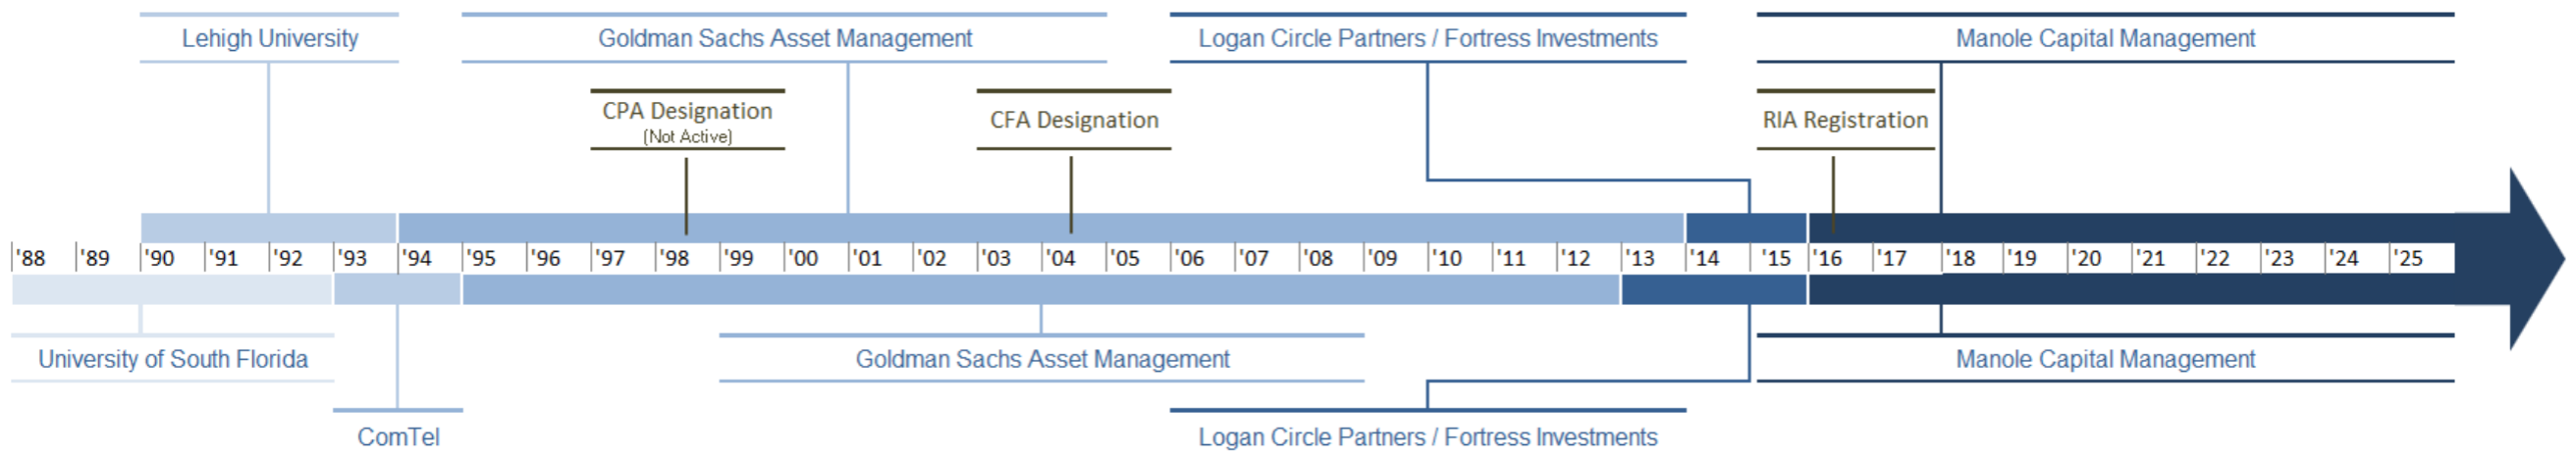 Lehigh University
Goldman Sachs Asset Management
Logan Circle Partners / Fortress Investments
Manole Capital Management
CPA Designation
(Not Active)
CFA Designation
RIA Registration
'88 '89 '90 '91 '92 '93 '94 '95 '96 '97 '98 '99 '00 '01 '02 '03 '04 '05 '06 '07 '08 '09 '10 '11 '12 '13 '14 '15 '16 '17 '18 '19 '20 '21 '22 '23 '24 '25
University of South Florida
Goldman Sachs Asset Management
Manole Capital Management
ComTel
Logan Circle Partners / Fortress Investments